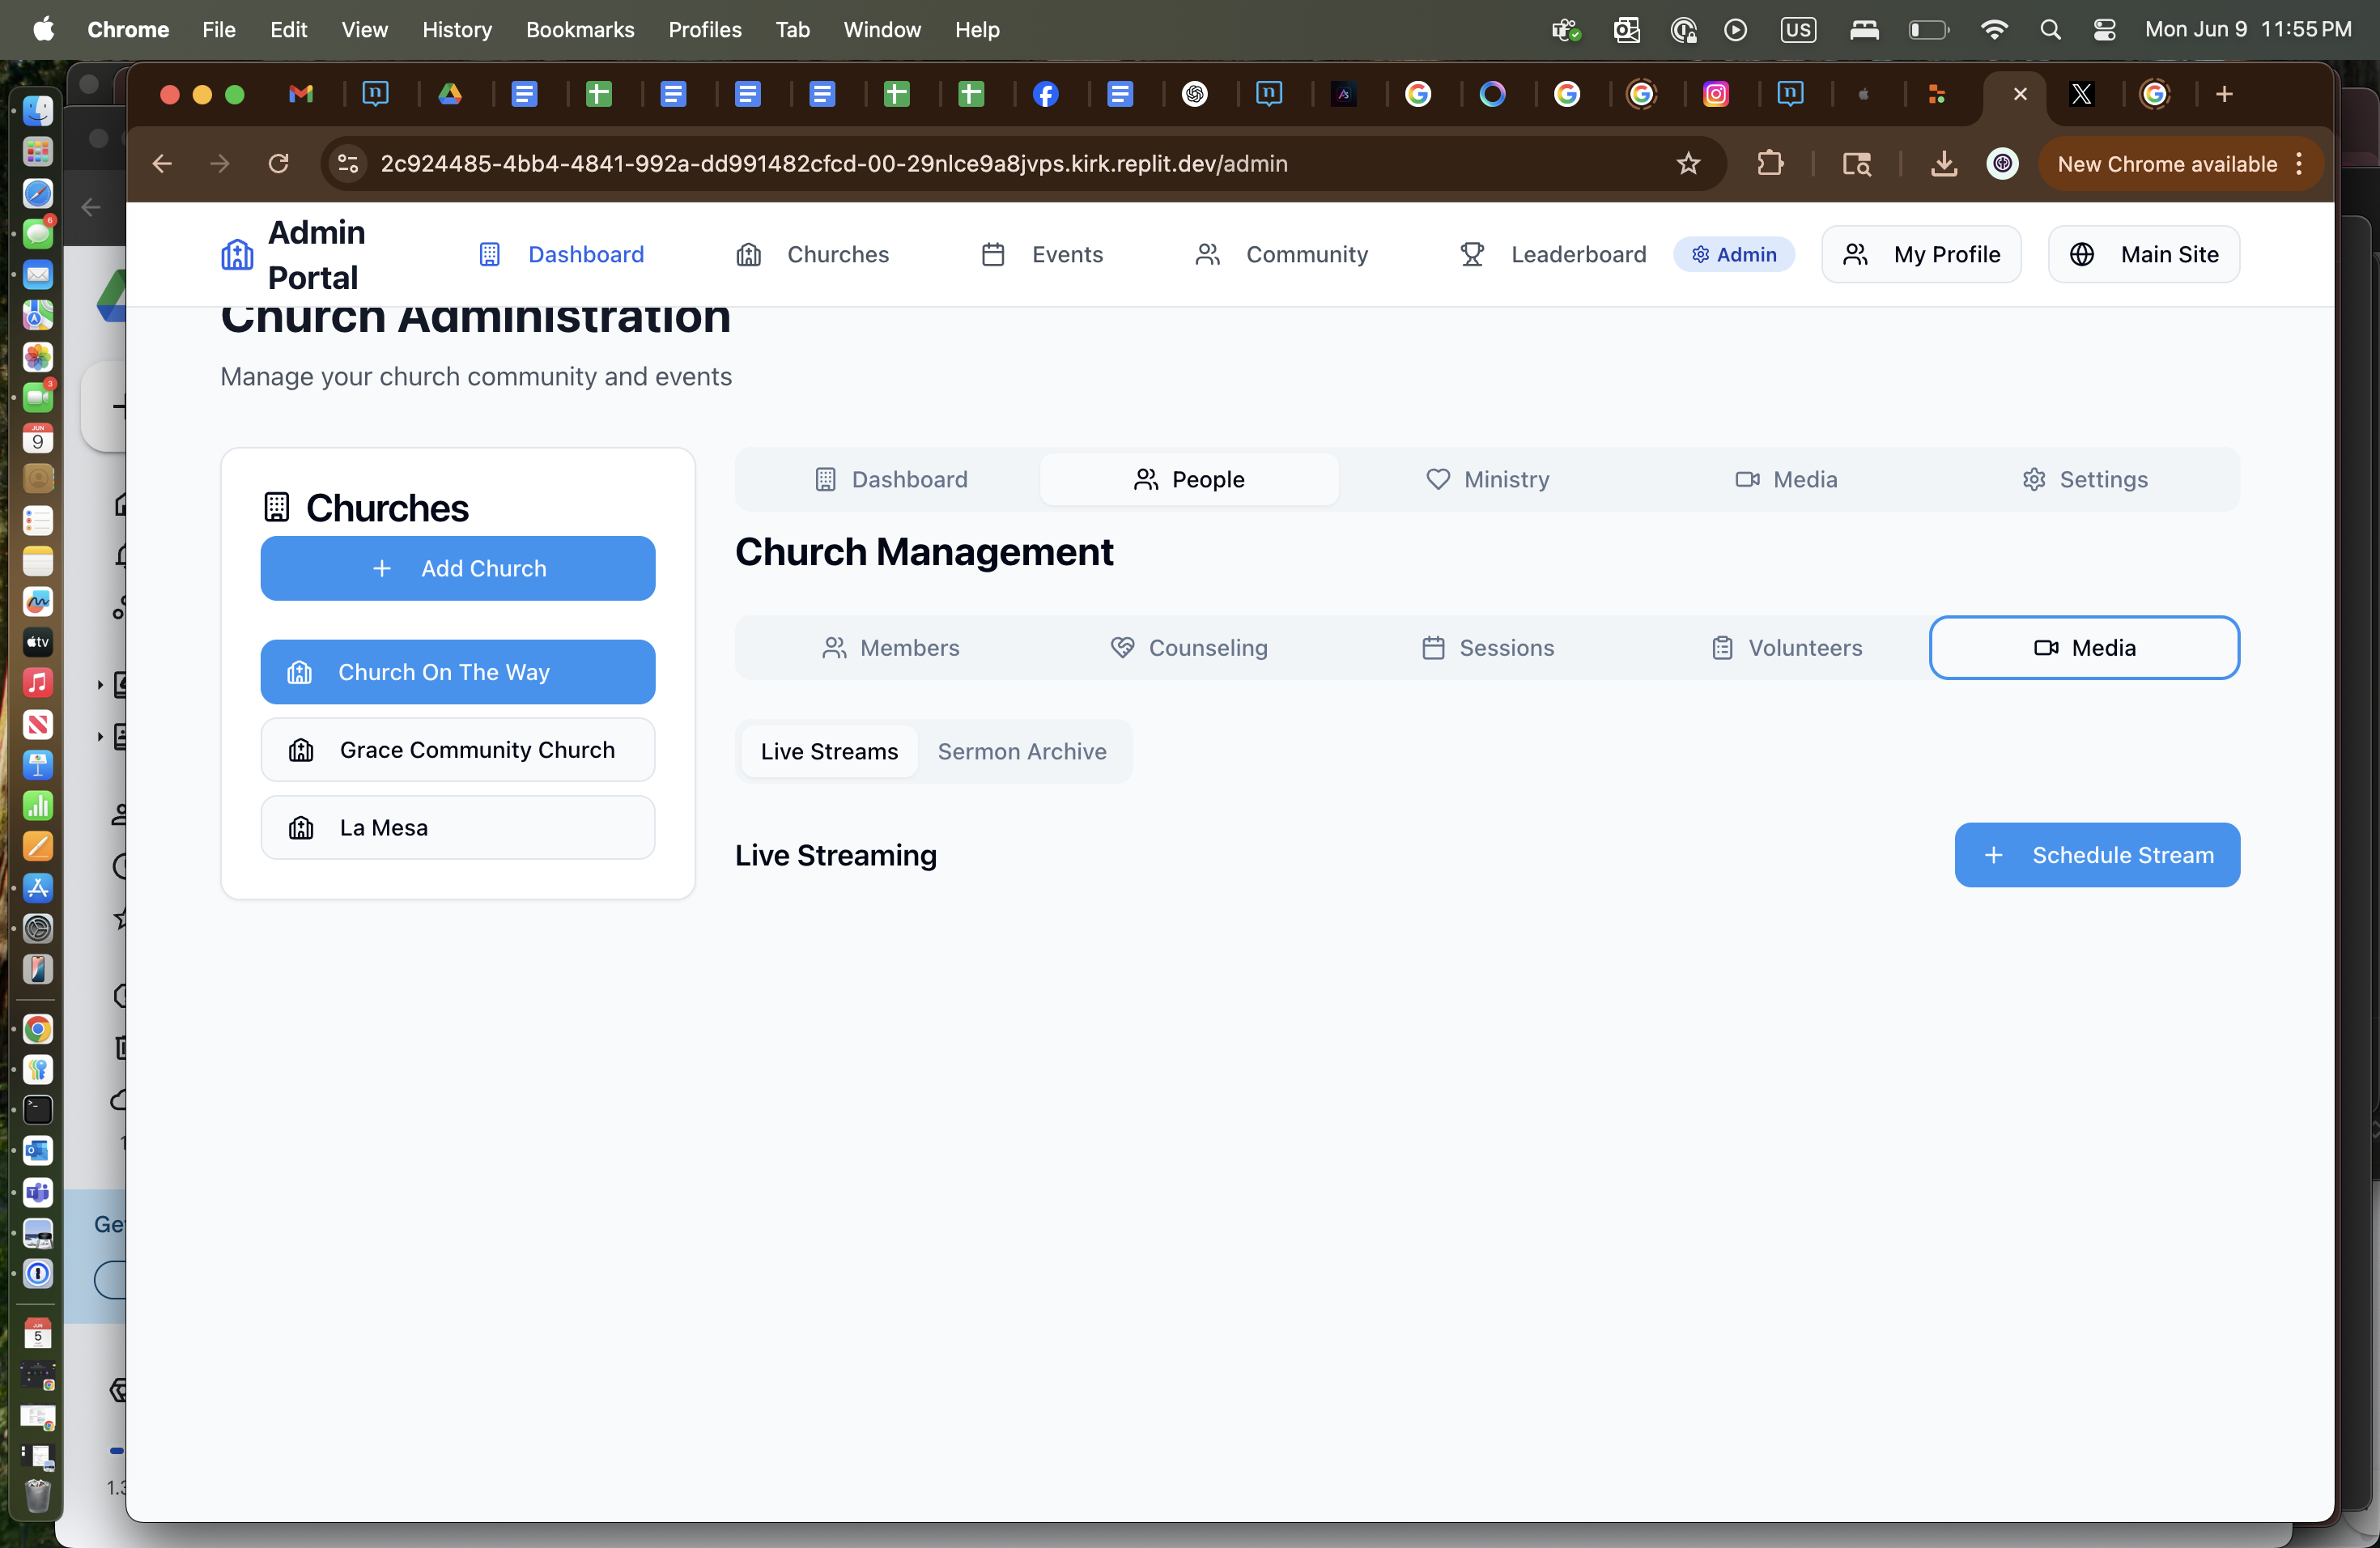 Chrome File Edit View History Bookmarks Profiles Tab Window Help US Mon Jun 9 11:55 PM
2c924485-4bb4-4841-992a-dd991482cfcd-00-29nlce9a8jvps.kirk.replit.dev/admin New Chrome available
Admin Portal
Dashboard Churches Events Community Leaderboard Admin My Profile Main Site
Church Administration
Manage your church community and events
Churches
Add Church
Church On The Way
Grace Community Church
La Mesa
Dashboard People Ministry Media Settings
Church Management
Members Counseling Sessions Volunteers Media
Live Streams Sermon Archive
Live Streaming
Schedule Stream